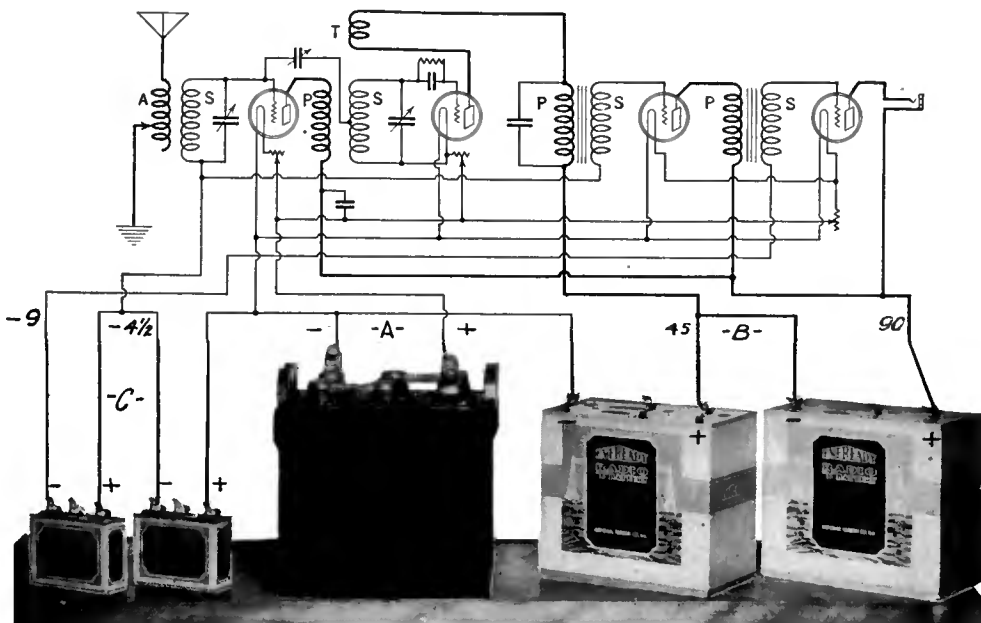 T
A
S
P
S
P
S
P
S
-9
-4½
- -A- +
45
-B-
90
-C-
- +
- +
- +
- +
EVEREADY
RADIO
EVEREADY
RADIO